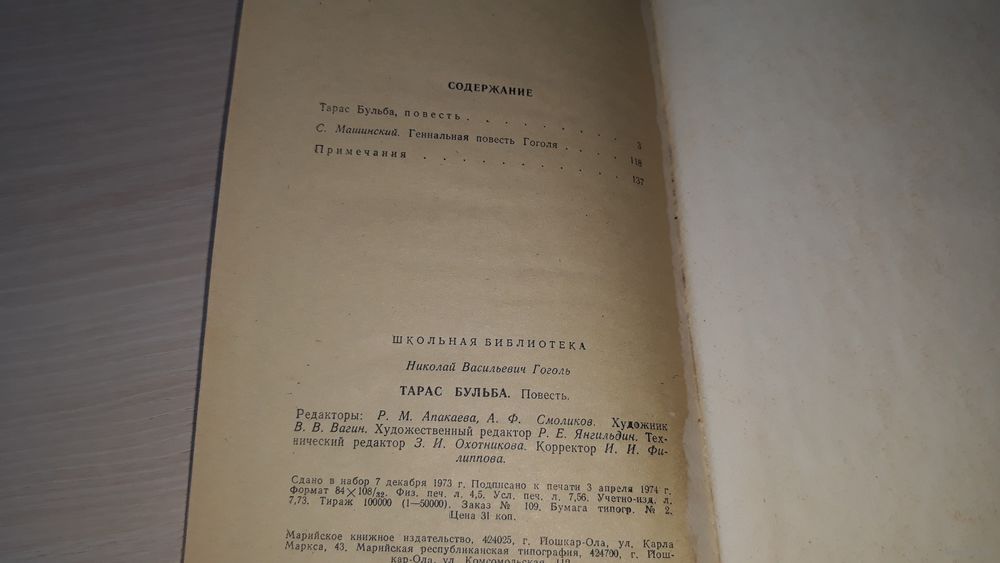 СОДЕРЖАНИЕ
Тарас Бульба, повесть . . . . . . . . 3
С. Машинский. Гениальная повесть Гоголя . . . . 118
Примечания . . . . . . . . . . 137
ШКОЛЬНАЯ БИБЛИОТЕКА
Николай Васильевич Гоголь
ТАРАС БУЛЬБА. Повесть.
Редакторы: Р. М. Апакаева, А. Ф. Смоликов. Художник
В. В. Вагин. Художественный редактор Р. Е. Янгильдин. Тех-
нический редактор З. И. Охотникова. Корректор И. И. Фи-
липпова.
Сдано в набор 7 декабря 1973 г. Подписано к печати 3 апреля 1974 г.
Формат 84×108/32. Физ. печ. л. 4,5. Усл. печ. л. 7,56. Учетно-изд. л.
7,73. Тираж 100000 (1—50000). Заказ № 109. Бумага типогр. № 2.
Цена 31 коп.
Марийское книжное издательство, 424025, г. Йошкар-Ола, ул. Карла
Маркса, 43. Марийская республиканская типография, 424700, г. Йош-
кар-Ола, ул. Комсомольская,